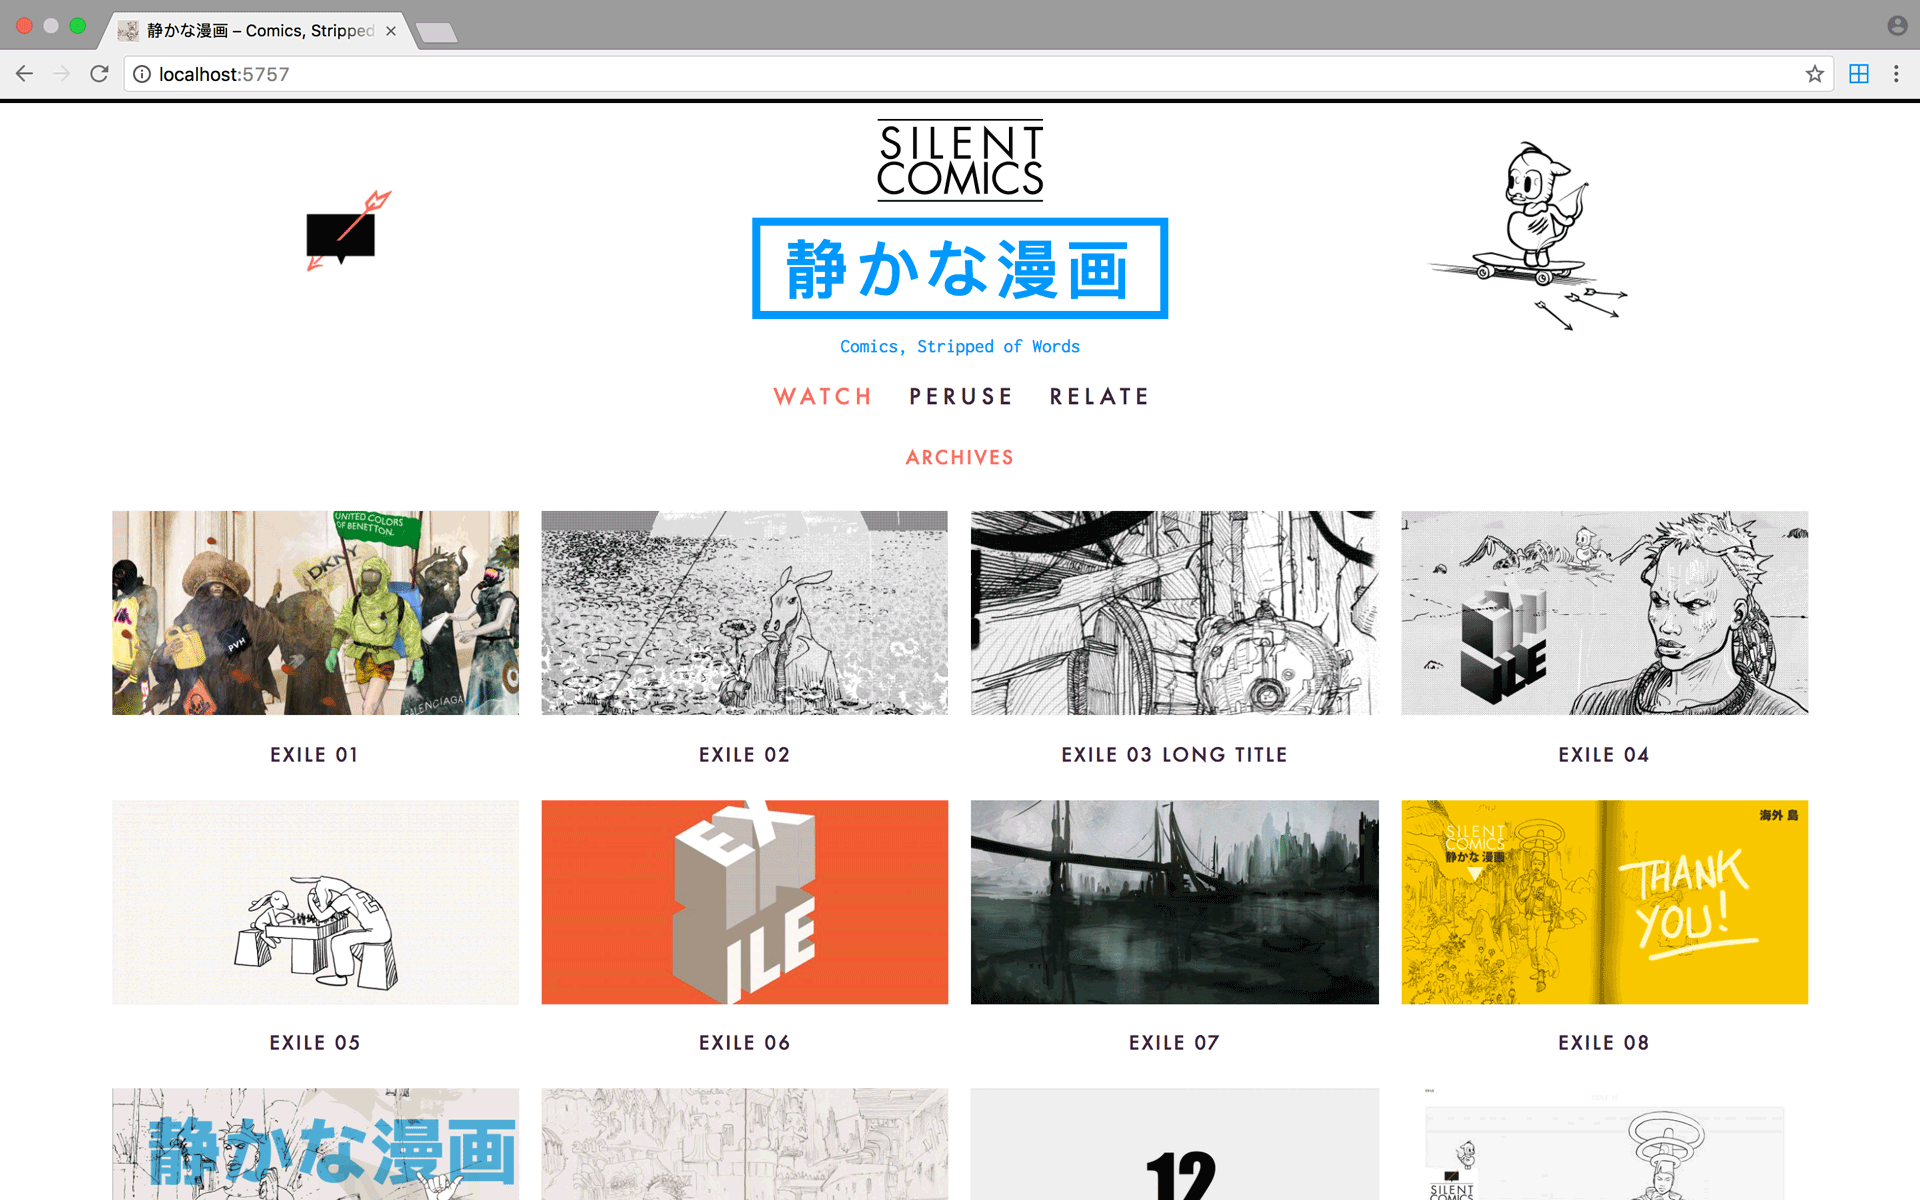 静かな漫画 – Comics, Stripped
localhost:5757
SILENT
COMICS
静かな漫画
Comics, Stripped of Words
WATCH PERUSE RELATE
ARCHIVES
UNITED COLORS
OF BENETTON.
DKNY
PVH
BALENCIAGA
EXILE
EXILE 01
EXILE 02
EXILE 03 LONG TITLE
EXILE 04
2
EXILE
SILENT
COMICS
静かな漫画
海外 島
THANK
YOU!
EXILE 05
EXILE 06
EXILE 07
EXILE 08
静かな漫画
12
SILENT
COMICS